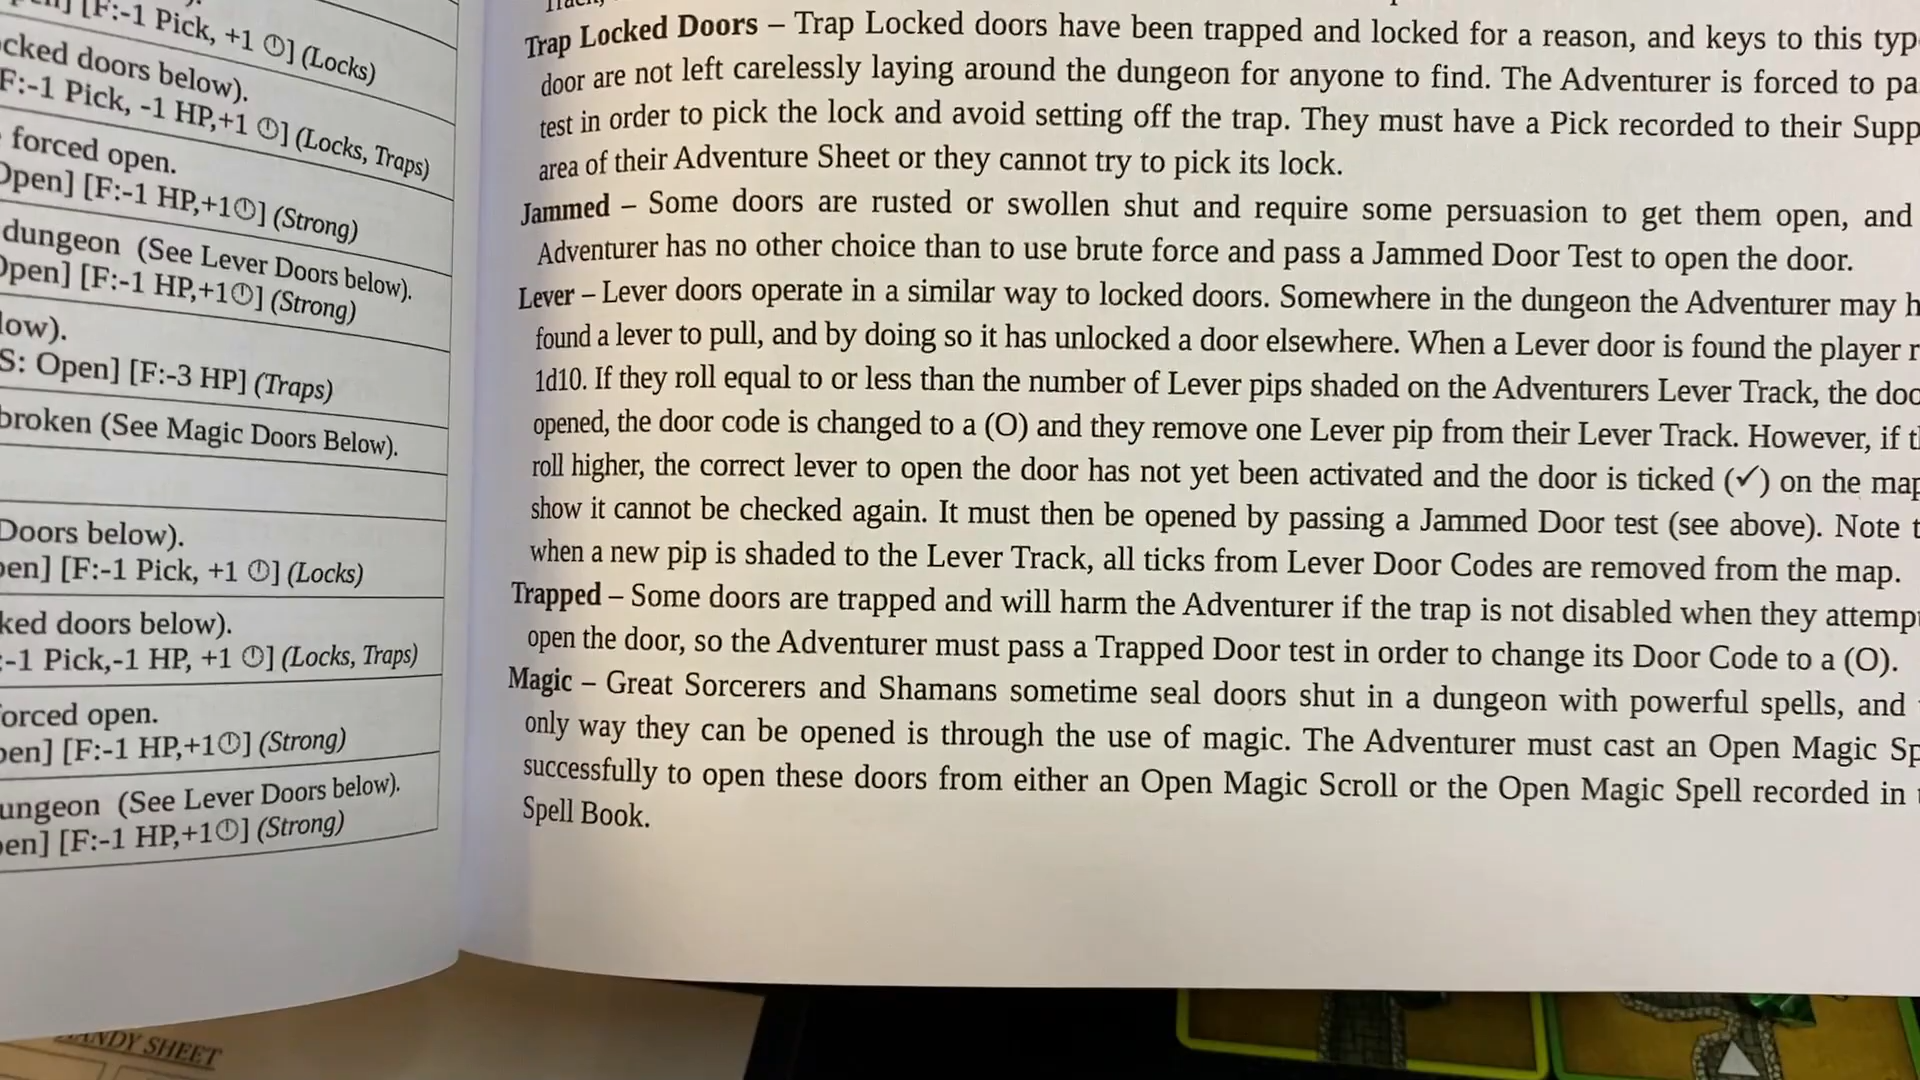 [F:-1 Pick, +1 ] (Locks)
cked doors below).
F:-1 Pick, -1 HP,+1 ] (Locks, Traps)
forced open.
Open] [F:-1 HP,+1 ] (Strong)
dungeon (See Lever Doors below).
Open] [F:-1 HP,+1 ] (Strong)
low).
S: Open] [F:-3 HP] (Traps)
broken (See Magic Doors Below).
Doors below).
pen] [F:-1 Pick, +1 ] (Locks)
ked doors below).
:-1 Pick,-1 HP, +1 ] (Locks, Traps)
forced open.
pen] [F:-1 HP,+1 ] (Strong)
ungeon (See Lever Doors below).
en] [F:-1 HP,+1 ] (Strong)
Trap Locked Doors – Trap Locked doors have been trapped and locked for a reason, and keys to this typ
door are not left carelessly laying around the dungeon for anyone to find. The Adventurer is forced to pa
test in order to pick the lock and avoid setting off the trap. They must have a Pick recorded to their Supp
area of their Adventure Sheet or they cannot try to pick its lock.
Jammed – Some doors are rusted or swollen shut and require some persuasion to get them open, and
Adventurer has no other choice than to use brute force and pass a Jammed Door Test to open the door.
Lever – Lever doors operate in a similar way to locked doors. Somewhere in the dungeon the Adventurer may h
found a lever to pull, and by doing so it has unlocked a door elsewhere. When a Lever door is found the player r
1d10. If they roll equal to or less than the number of Lever pips shaded on the Adventurers Lever Track, the doo
opened, the door code is changed to a (O) and they remove one Lever pip from their Lever Track. However, if th
roll higher, the correct lever to open the door has not yet been activated and the door is ticked (✓) on the map
show it cannot be checked again. It must then be opened by passing a Jammed Door test (see above). Note t
when a new pip is shaded to the Lever Track, all ticks from Lever Door Codes are removed from the map.
Trapped – Some doors are trapped and will harm the Adventurer if the trap is not disabled when they attemp
open the door, so the Adventurer must pass a Trapped Door test in order to change its Door Code to a (O).
Magic – Great Sorcerers and Shamans sometime seal doors shut in a dungeon with powerful spells, and
only way they can be opened is through the use of magic. The Adventurer must cast an Open Magic Sp
successfully to open these doors from either an Open Magic Scroll or the Open Magic Spell recorded in
Spell Book.
HANDY SHEET